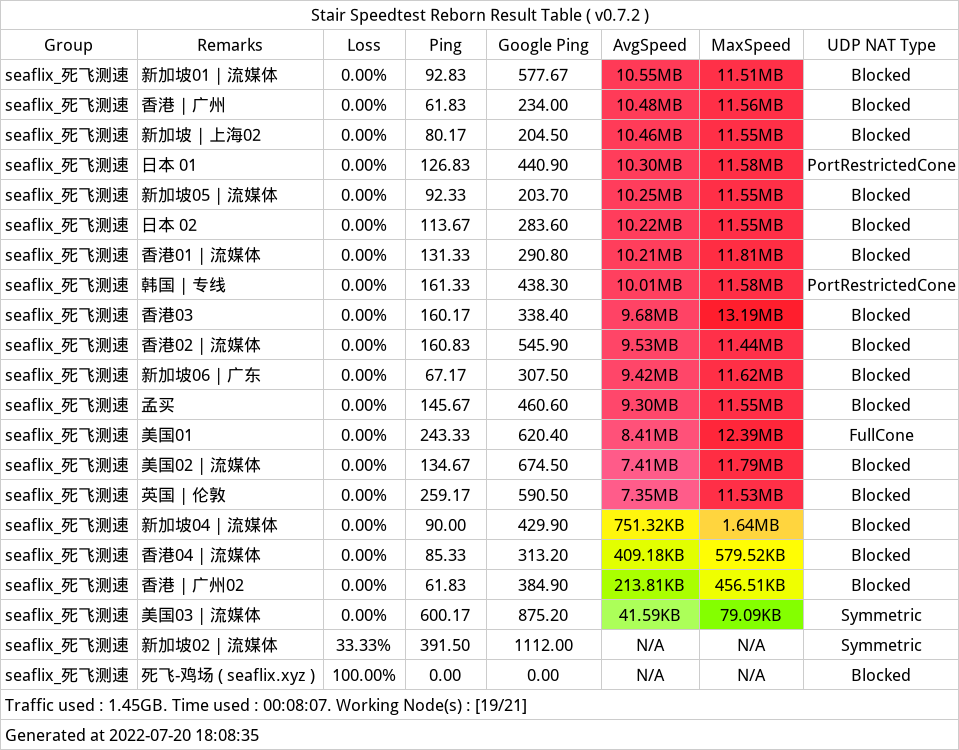 Stair Speedtest Reborn Result Table ( v0.7.2 )
Group Remarks Loss Ping Google Ping AvgSpeed MaxSpeed UDP NAT Type
seaflix_死飞测速 新加坡01 | 流媒体 0.00% 92.83 577.67 10.55MB 11.51MB Blocked
seaflix_死飞测速 香港 | 广州 0.00% 61.83 234.00 10.48MB 11.56MB Blocked
seaflix_死飞测速 新加坡 | 上海02 0.00% 80.17 204.50 10.46MB 11.55MB Blocked
seaflix_死飞测速 日本 01 0.00% 126.83 440.90 10.30MB 11.58MB PortRestrictedCone
seaflix_死飞测速 新加坡05 | 流媒体 0.00% 92.33 203.70 10.25MB 11.55MB Blocked
seaflix_死飞测速 日本 02 0.00% 113.67 283.60 10.22MB 11.55MB Blocked
seaflix_死飞测速 香港01 | 流媒体 0.00% 131.33 290.80 10.21MB 11.81MB Blocked
seaflix_死飞测速 韩国 | 专线 0.00% 161.33 438.30 10.01MB 11.58MB PortRestrictedCone
seaflix_死飞测速 香港03 0.00% 160.17 338.40 9.68MB 13.19MB Blocked
seaflix_死飞测速 香港02 | 流媒体 0.00% 160.83 545.90 9.53MB 11.44MB Blocked
seaflix_死飞测速 新加坡06 | 广东 0.00% 67.17 307.50 9.42MB 11.62MB Blocked
seaflix_死飞测速 孟买 0.00% 145.67 460.60 9.30MB 11.55MB Blocked
seaflix_死飞测速 美国01 0.00% 243.33 620.40 8.41MB 12.39MB FullCone
seaflix_死飞测速 美国02 | 流媒体 0.00% 134.67 674.50 7.41MB 11.79MB Blocked
seaflix_死飞测速 英国 | 伦敦 0.00% 259.17 590.50 7.35MB 11.53MB Blocked
seaflix_死飞测速 新加坡04 | 流媒体 0.00% 90.00 429.90 751.32KB 1.64MB Blocked
seaflix_死飞测速 香港04 | 流媒体 0.00% 85.33 313.20 409.18KB 579.52KB Blocked
seaflix_死飞测速 香港 | 广州02 0.00% 61.83 384.90 213.81KB 456.51KB Blocked
seaflix_死飞测速 美国03 | 流媒体 0.00% 600.17 875.20 41.59KB 79.09KB Symmetric
seaflix_死飞测速 新加坡02 | 流媒体 33.33% 391.50 1112.00 N/A N/A Symmetric
seaflix_死飞测速 死飞-鸡场 ( seaflix.xyz ) 100.00% 0.00 0.00 N/A N/A Blocked
Traffic used : 1.45GB. Time used : 00:08:07. Working Node(s) : [19/21]
Generated at 2022-07-20 18:08:35